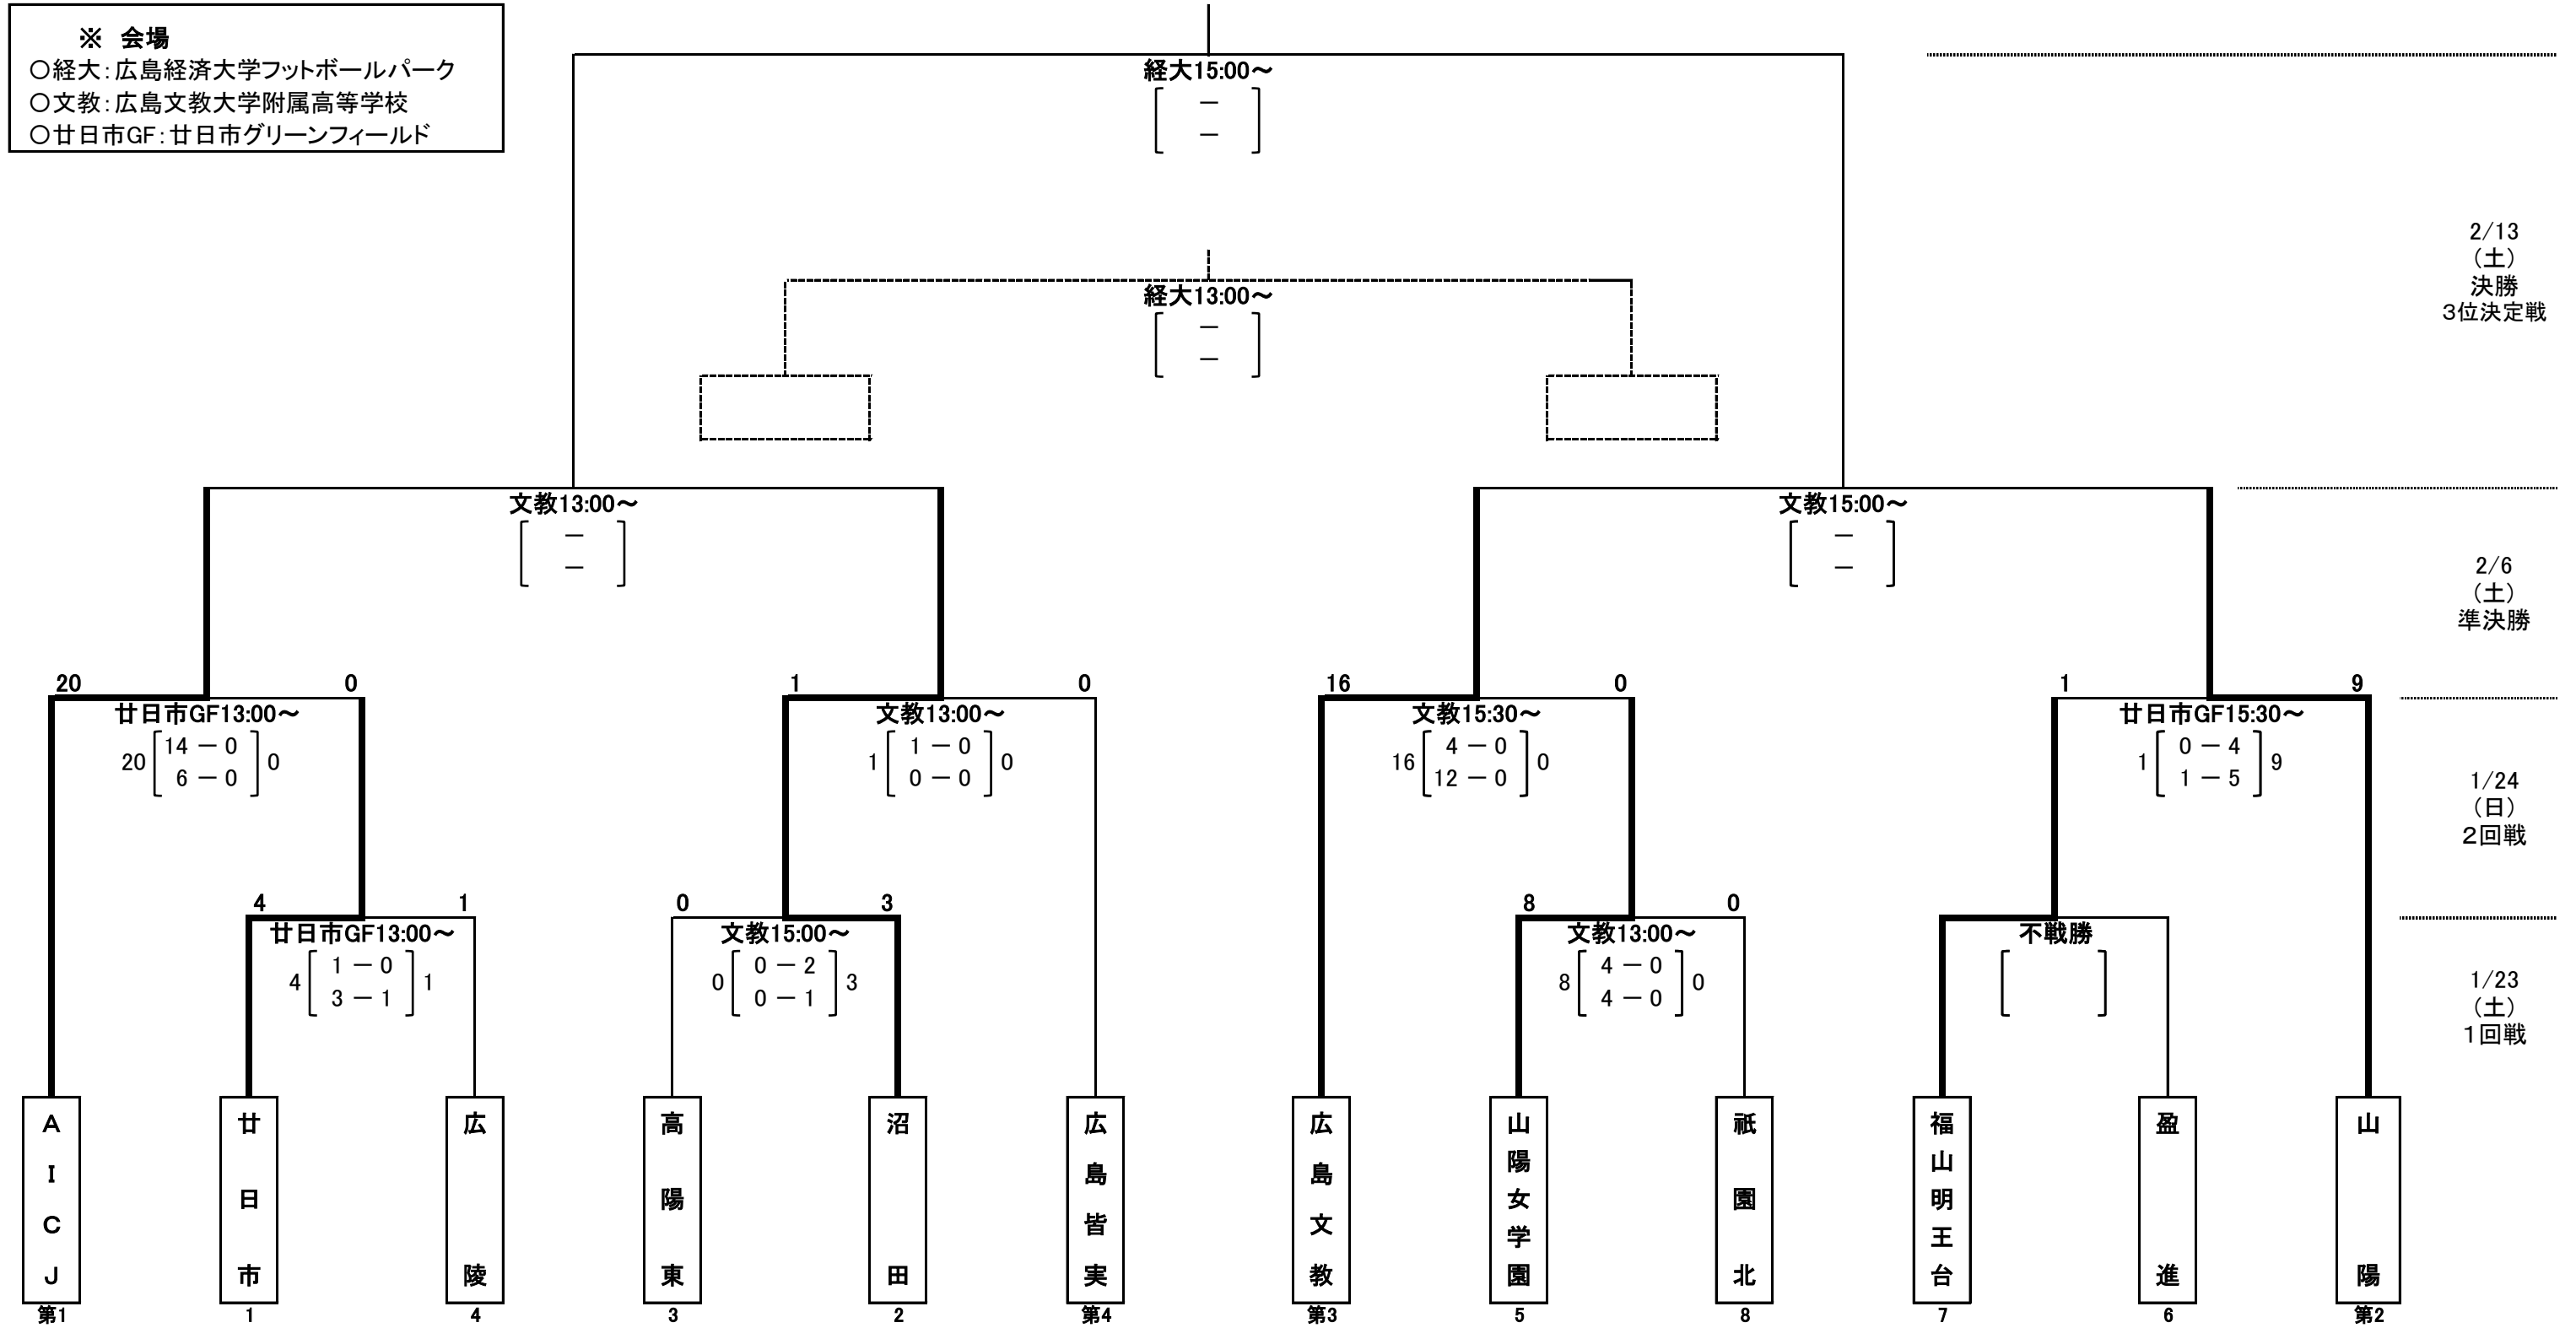 ※ 会場
○経大：広島経済大学フットボールパーク
○文教：広島文教大学附属高等学校
○廿日市GF：廿日市グリーンフィールド
経大15:00～
－
－
2/13
（土）
決勝
３位決定戦
経大13:00～
－
－
文教13:00～
－
－
文教15:00～
－
－
2/6
（土）
準決勝
20 0 1 0 16 0 1 9
廿日市GF13:00～ 文教13:00～ 文教15:30～ 廿日市GF15:30～
14 － 0 1 － 0 4 － 0 0 － 4
20 0 1 0 16 0 1 9
6 － 0 0 － 0 12 － 0 1 － 5
1/24
（日）
２回戦
4 1 0 3 8 0
廿日市GF13:00～ 文教15:00～ 文教13:00～ 不戦勝
1 － 0 0 － 2 4 － 0
4 1 0 3 8 0
3 － 1 0 － 1 4 － 0
1/23
（土）
１回戦
ＡＩＣＪ
廿日市
広陵
高陽東
沼田
広島皆実
広島文教
山陽女学園
祇園北
福山明王台
盈進
山陽
第1 1 4 3 2 第4 第3 5 8 7 6 第2